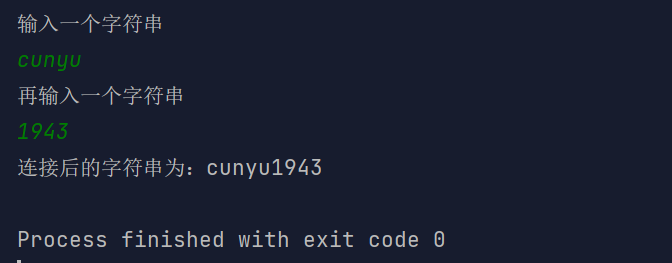 输入一个字符串
cunyu
再输入一个字符串
1943
连接后的字符串为：cunyu1943
Process finished with exit code 0